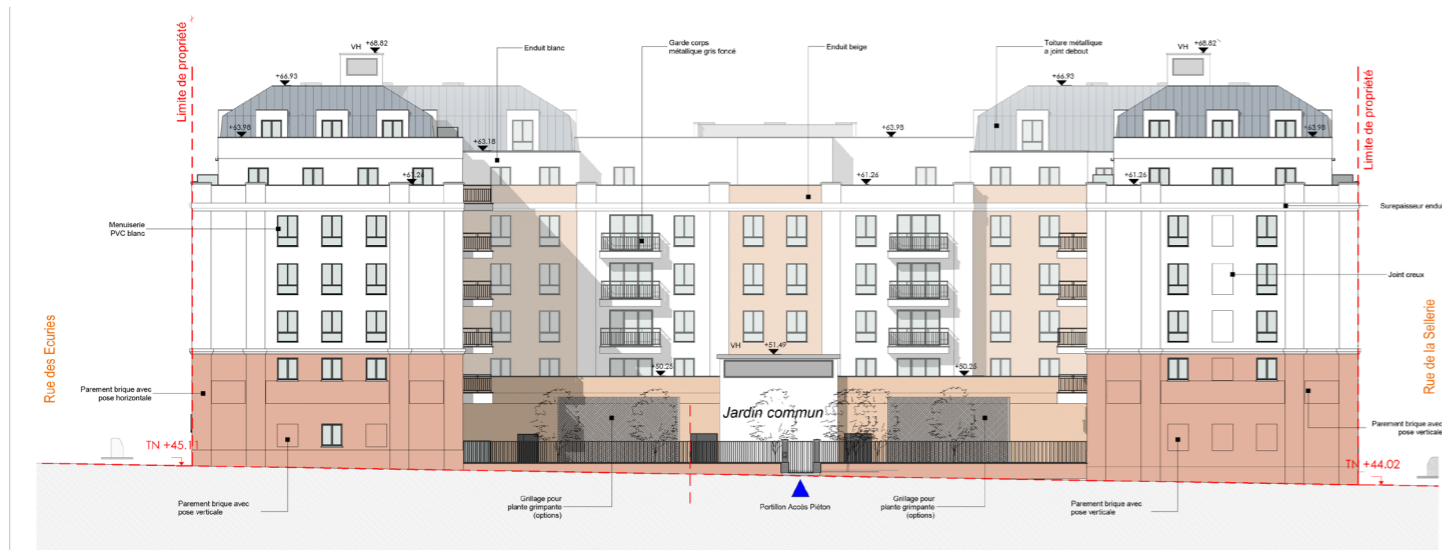 VH
+68.82
Enduit blanc
Garde corps
métallique gris foncé
Enduit beige
Toiture métallique
a joint debout
VH
+68.82
Limite de propriété
+66.93
+66.93
Limite de propriété
+63.98
+63.18
+63.98
+63.98
+61.26
+61.26
+61.26
Surepaisseur endui
Menuiserie
PVC blanc
Joint creux
Rue des Ecuries
Rue de la Sellerie
VH
+51.49
+50.25
+50.25
Parement brique avec
pose horizontale
Jardin commun
Parement brique avec
pose verticale
TN +45.11
TN +44.02
Parement brique avec
pose verticale
Grillage pour
plante grimpante
(options)
Portillon Accès Piéton
Grillage pour
plante grimpante
(options)
Parement brique avec
pose verticale